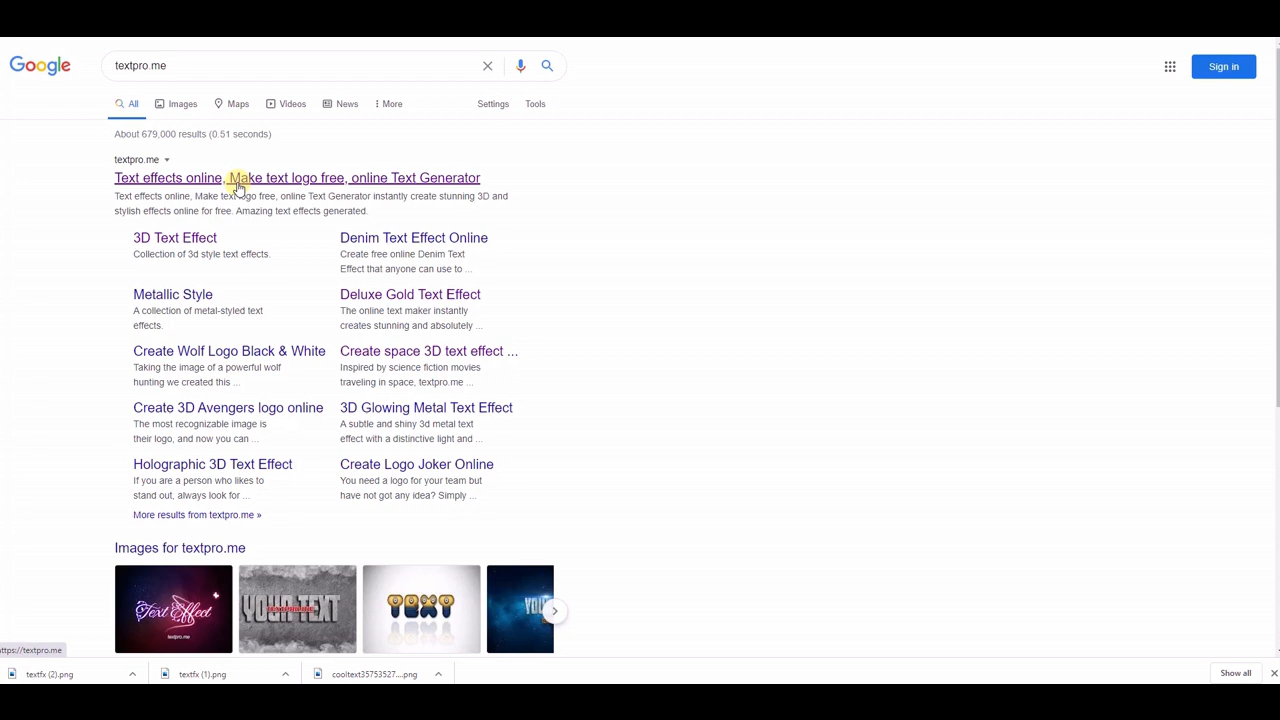 Google
textpro.me
Sign in
All Images Maps Videos News More Settings Tools
About 679,000 results (0.51 seconds)
textpro.me
Text effects online, Make text logo free, online Text Generator
Text effects online, Make text logo free, online Text Generator instantly create stunning 3D and
stylish effects online for free. Amazing text effects generated.
3D Text Effect
Collection of 3d style text effects.
Denim Text Effect Online
Create free online Denim Text
Effect that anyone can use to ...
Metallic Style
A collection of metal-styled text
effects.
Deluxe Gold Text Effect
The online text maker instantly
creates stunning and absolutely ...
Create Wolf Logo Black & White
Taking the image of a powerful wolf
hunting we created this ...
Create space 3D text effect ...
Inspired by science fiction movies
traveling in space, textpro.me ...
Create 3D Avengers logo online
The most recognizable image is
their logo, and now you can ...
3D Glowing Metal Text Effect
A subtle and shiny 3d metal text
effect with a distinctive light and ...
Holographic 3D Text Effect
If you are a person who likes to
stand out, always look for ...
Create Logo Joker Online
You need a logo for your team but
have not got any idea? Simply ...
More results from textpro.me »
Images for textpro.me
Text Effect
textpro.me
YOUR TEXT
TEXT
YOU
https://textpro.me
textfx (2).png
textfx (1).png
cooltext35753527....png
Show all